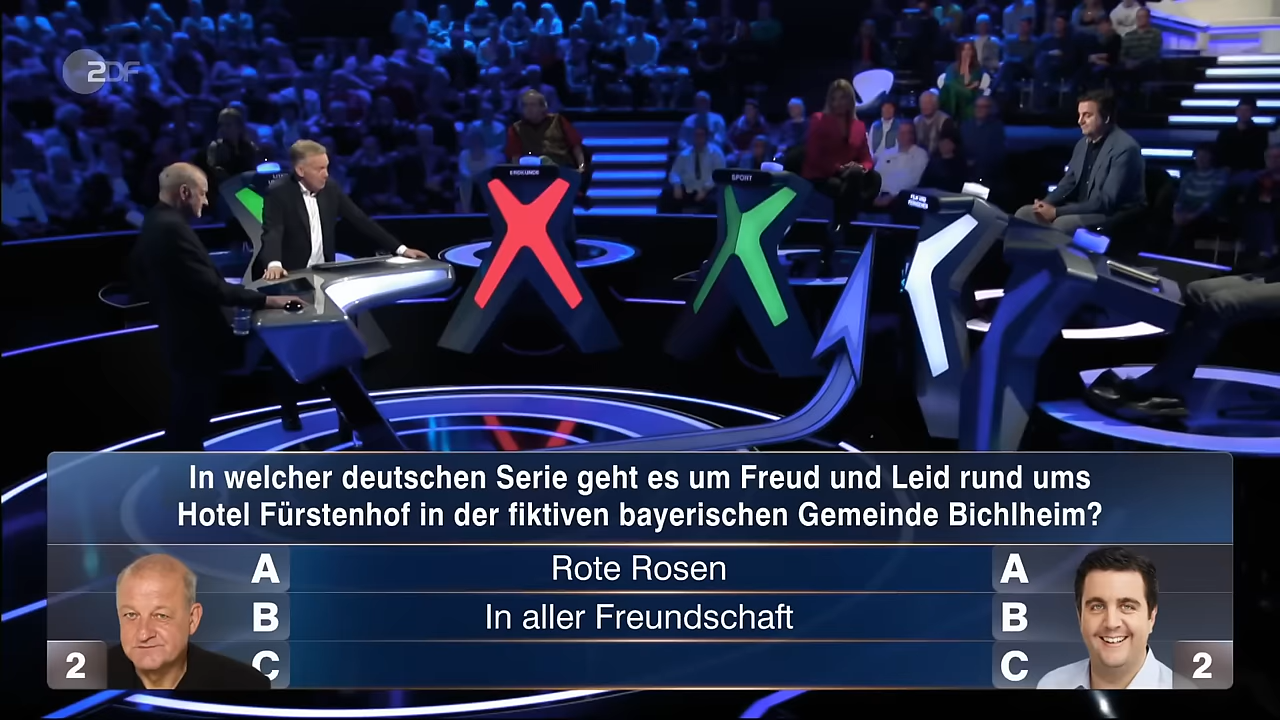 ZDF
ERDKUNDE
SPORT
FILM UND
FERNSEHEN
In welcher deutschen Serie geht es um Freud und Leid rund ums
Hotel Fürstenhof in der fiktiven bayerischen Gemeinde Bichlheim?
A Rote Rosen A
B In aller Freundschaft B
C C
2 2